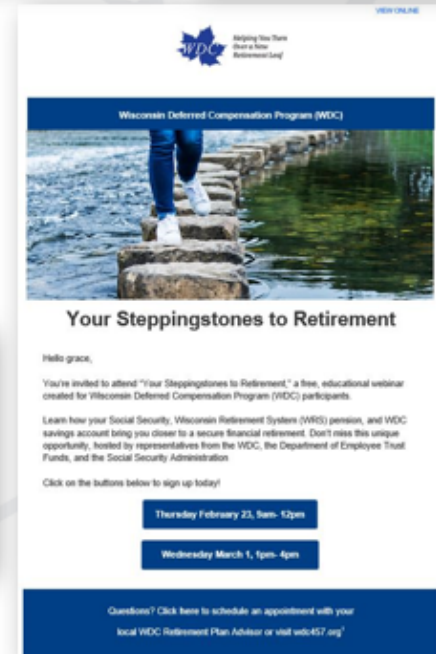 VIEW ONLINE
WDC
Helping You Turn
Over a New
Retirement Leaf
Wisconsin Deferred Compensation Program (WDC)
Your Steppingstones to Retirement
Hello grace,
You're invited to attend "Your Steppingstones to Retirement," a free, educational webinar
created for Wisconsin Deferred Compensation Program (WDC) participants.
Learn how your Social Security, Wisconsin Retirement System (WRS) pension, and WDC
savings account bring you closer to a secure financial retirement. Don't miss this unique
opportunity, hosted by representatives from the WDC, the Department of Employee Trust
Funds, and the Social Security Administration
Click on the buttons below to sign up today!
Thursday February 23, 9am- 12pm
Wednesday March 1, 1pm- 4pm
Questions? Click here to schedule an appointment with your
local WDC Retirement Plan Advisor or visit wdc457.org¹